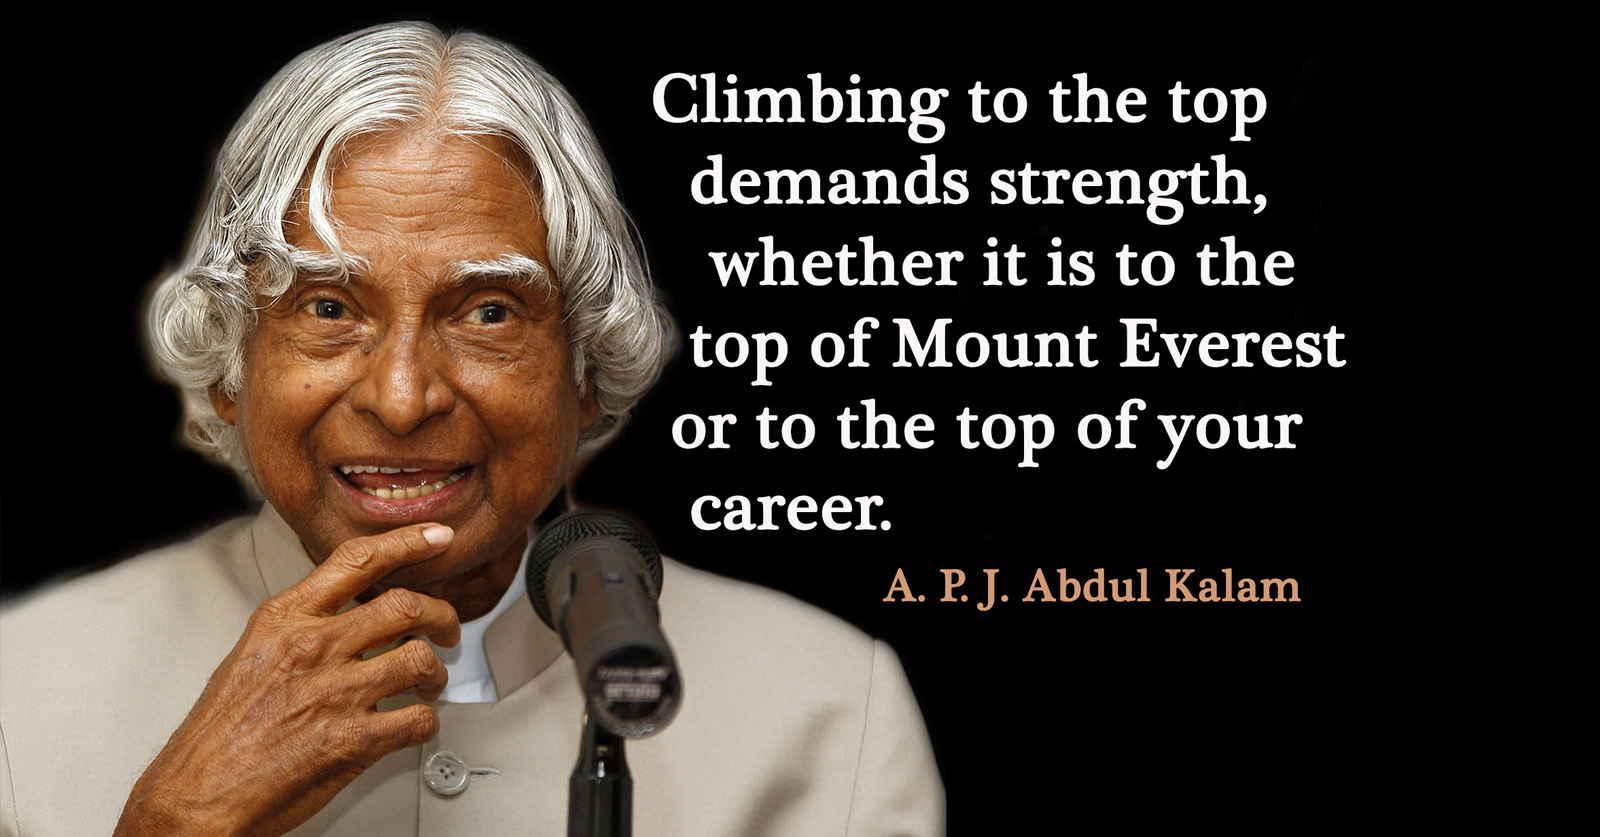 Climbing to the top
demands strength,
whether it is to the
top of Mount Everest
or to the top of your
career.
A. P. J. Abdul Kalam